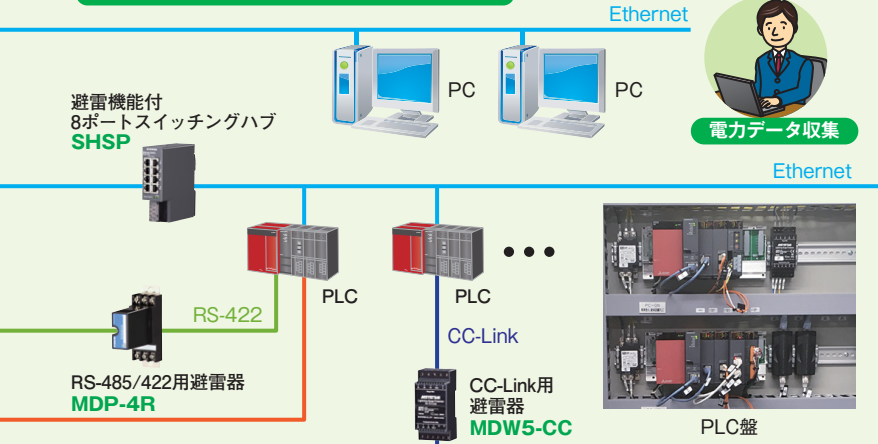 Ethernet
PC
PC
避雷機能付
8ポートスイッチングハブ
SHSP
電力データ収集
Ethernet
PLC
PLC
RS-422
CC-Link
RS-485/422用避雷器
MDP-4R
CC-Link用
避雷器
MDW5-CC
PLC盤